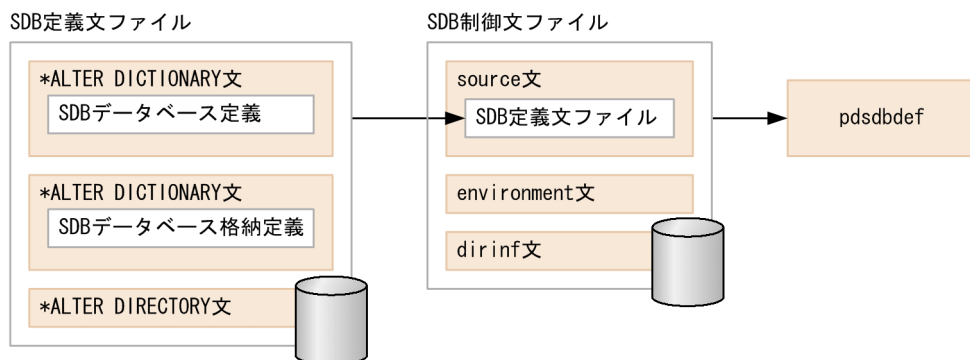 SDB定義文ファイル
*ALTER DICTIONARY文
SDBデータベース定義
*ALTER DICTIONARY文
SDBデータベース格納定義
*ALTER DIRECTORY文
SDB制御文ファイル
source文
SDB定義文ファイル
environment文
dirinf文
pdsdbdef